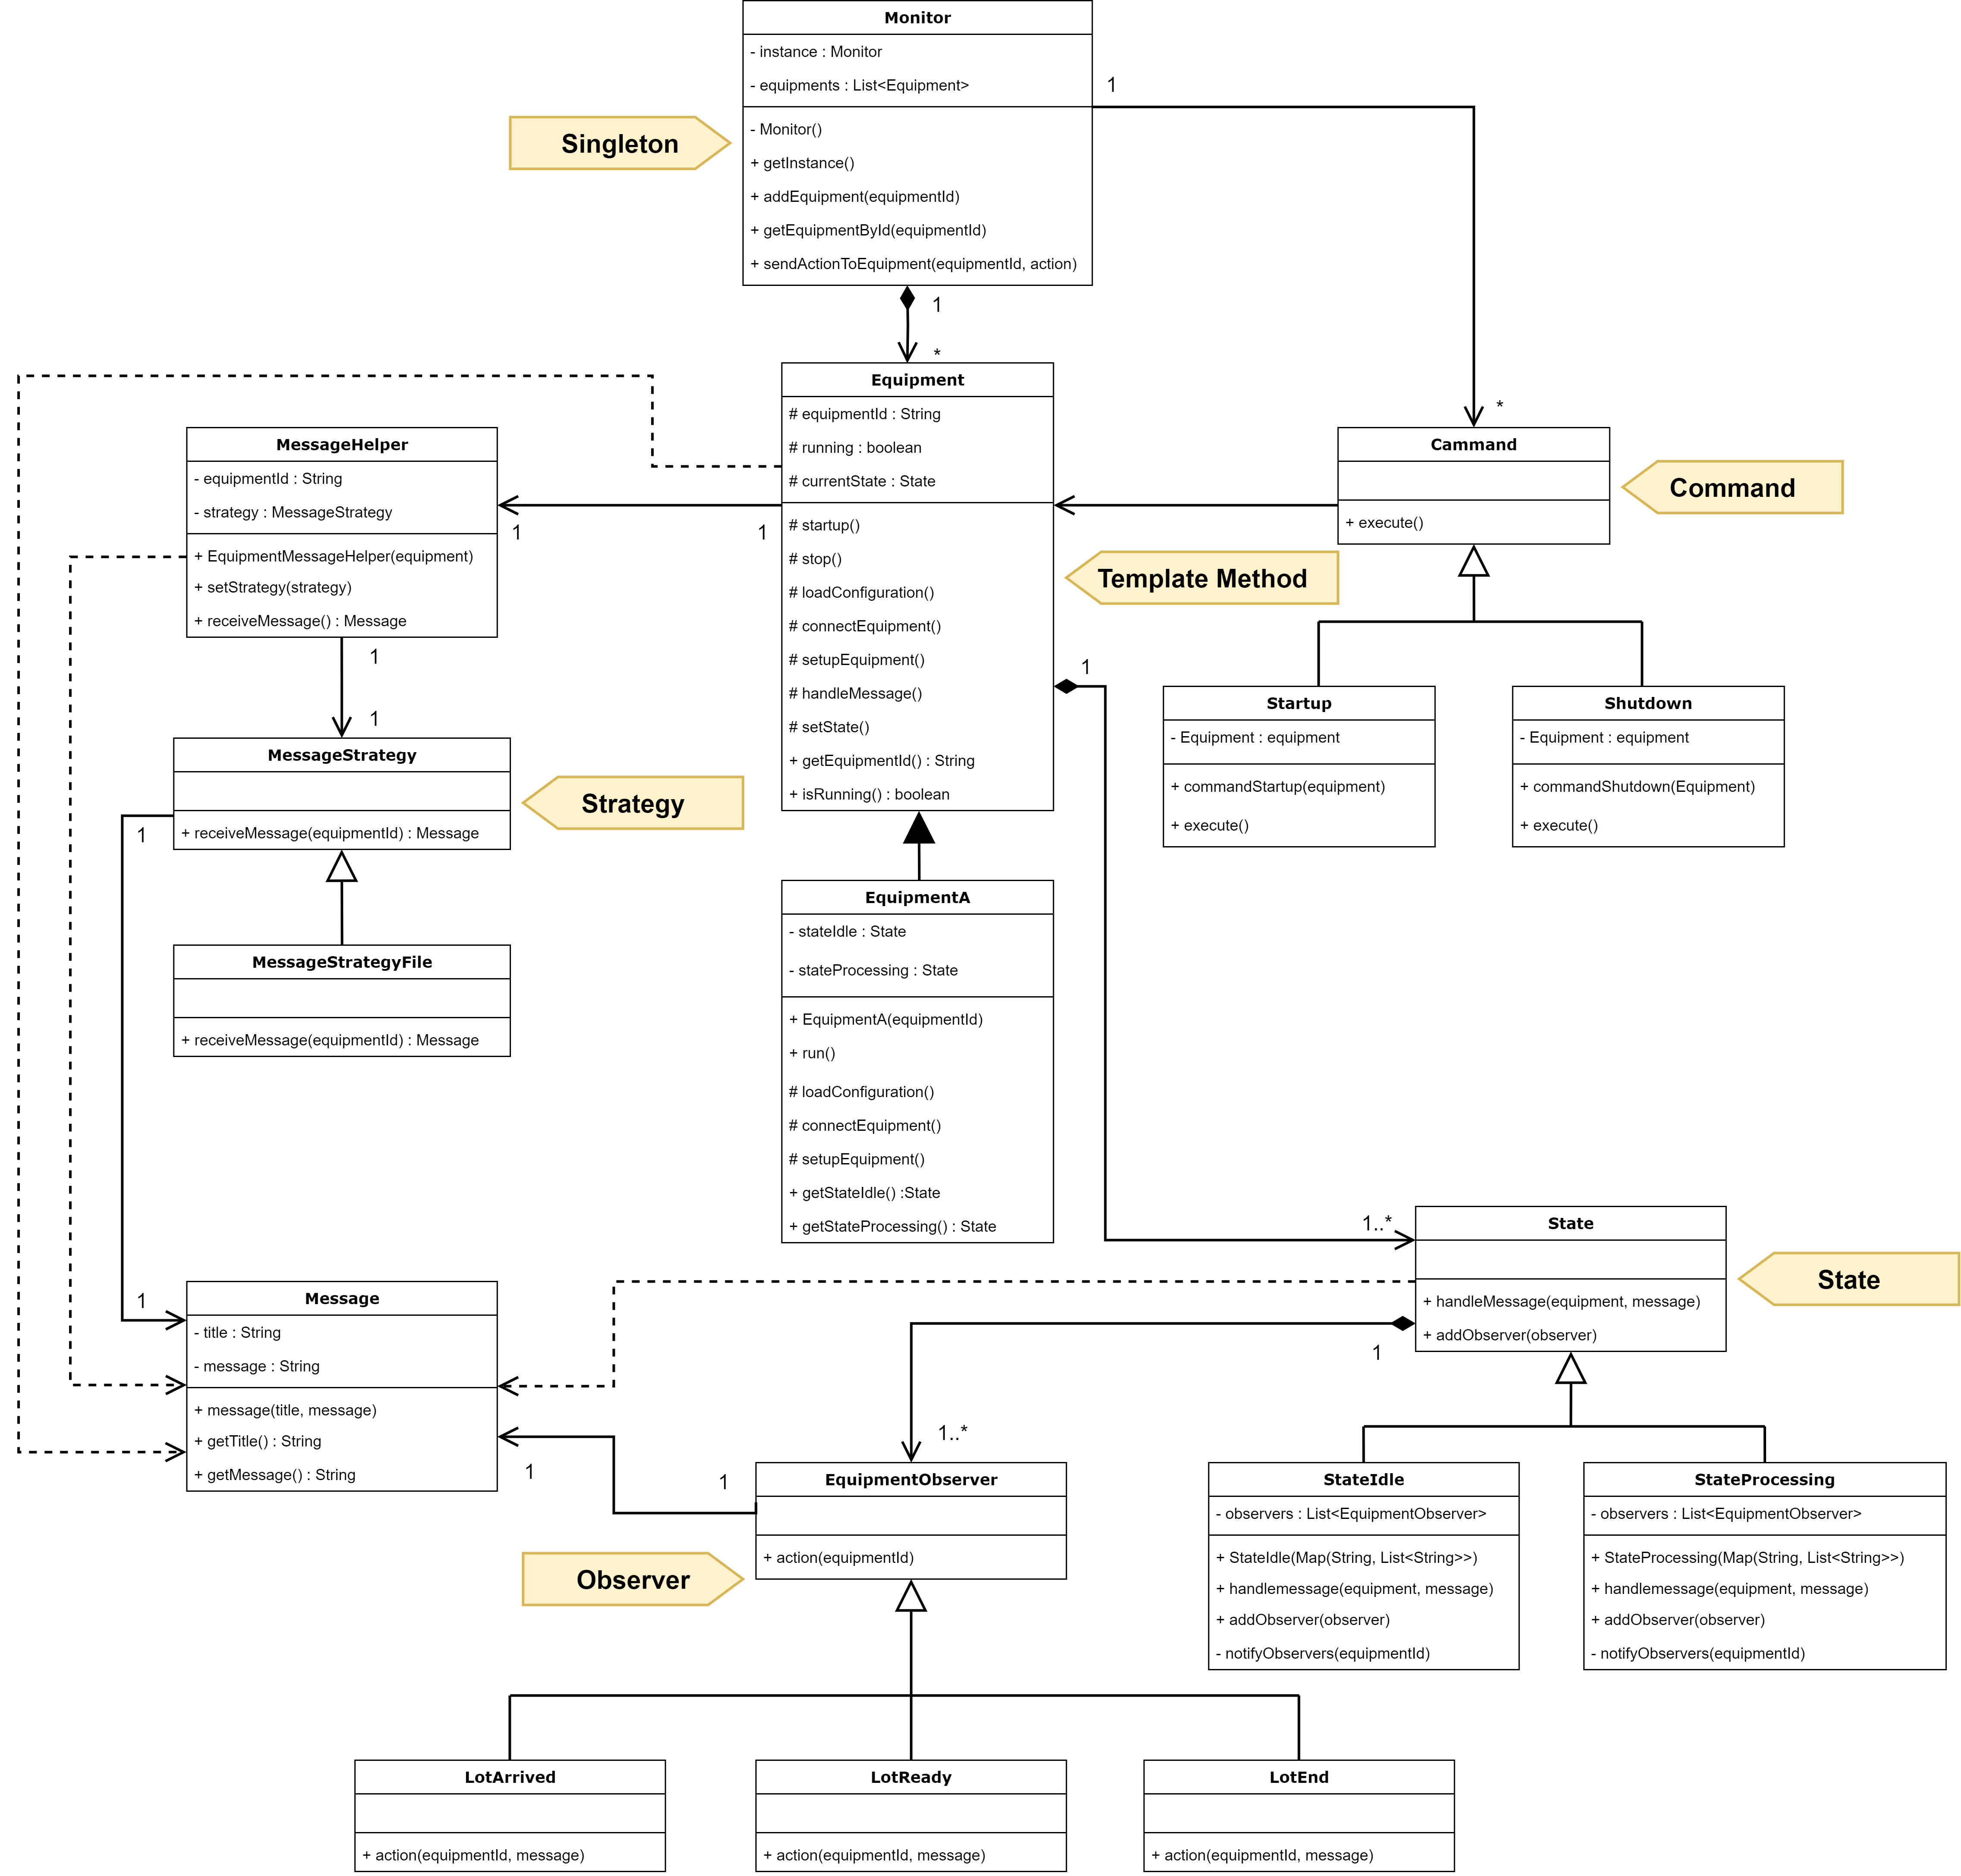 Monitor
- instance : Monitor
- equipments : List<Equipment>
- Monitor()
+ getInstance()
+ addEquipment(equipmentId)
+ getEquipmentById(equipmentId)
+ sendActionToEquipment(equipmentId, action)
Singleton
1
*
1
*
Equipment
# equipmentId : String
# running : boolean
# currentState : State
# startup()
# stop()
# loadConfiguration()
# connectEquipment()
# setupEquipment()
# handleMessage()
# setState()
+ getEquipmentId() : String
+ isRunning() : boolean
Template Method
MessageHelper
- equipmentId : String
- strategy : MessageStrategy
+ EquipmentMessageHelper(equipment)
+ setStrategy(strategy)
+ receiveMessage() : Message
1
1
1
1
Cammand
+ execute()
Command
Startup
- Equipment : equipment
+ commandStartup(equipment)
+ execute()
Shutdown
- Equipment : equipment
+ commandShutdown(Equipment)
+ execute()
MessageStrategy
+ receiveMessage(equipmentId) : Message
Strategy
1
1
MessageStrategyFile
+ receiveMessage(equipmentId) : Message
EquipmentA
- stateIdle : State
- stateProcessing : State
+ EquipmentA(equipmentId)
+ run()
# loadConfiguration()
# connectEquipment()
# setupEquipment()
+ getStateIdle() :State
+ getStateProcessing() : State
1
1..*
State
+ handleMessage(equipment, message)
+ addObserver(observer)
State
Message
- title : String
- message : String
+ message(title, message)
+ getTitle() : String
+ getMessage() : String
1
1
1
1..*
EquipmentObserver
+ action(equipmentId)
Observer
StateIdle
- observers : List<EquipmentObserver>
+ StateIdle(Map(String, List<String>>)
+ handlemessage(equipment, message)
+ addObserver(observer)
- notifyObservers(equipmentId)
StateProcessing
- observers : List<EquipmentObserver>
+ StateProcessing(Map(String, List<String>>)
+ handlemessage(equipment, message)
+ addObserver(observer)
- notifyObservers(equipmentId)
LotArrived
+ action(equipmentId, message)
LotReady
+ action(equipmentId, message)
LotEnd
+ action(equipmentId, message)